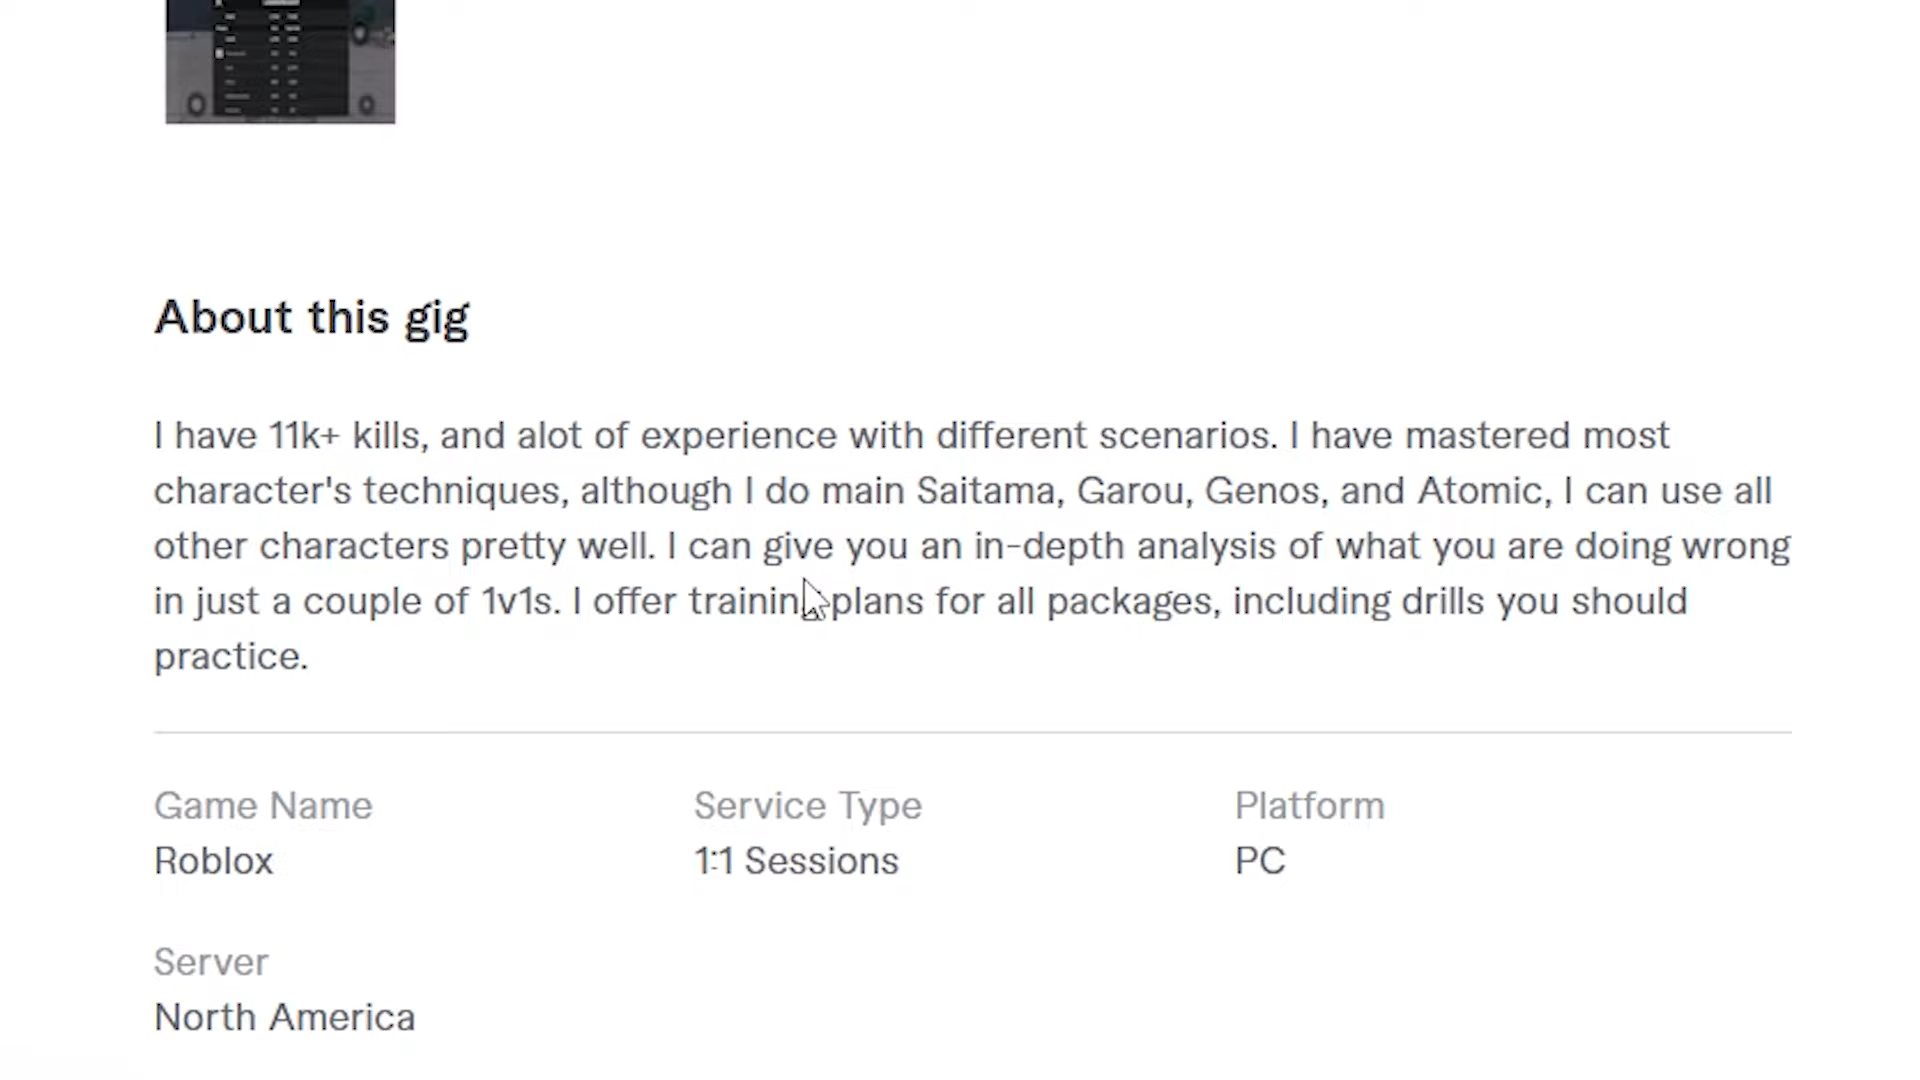 About this gig
I have 11k+ kills, and alot of experience with different scenarios. I have mastered most
character's techniques, although I do main Saitama, Garou, Genos, and Atomic, I can use all
other characters pretty well. I can give you an in-depth analysis of what you are doing wrong
in just a couple of 1v1s. I offer training plans for all packages, including drills you should
practice.
Game Name
Service Type
Platform
Roblox
1:1 Sessions
PC
Server
North America